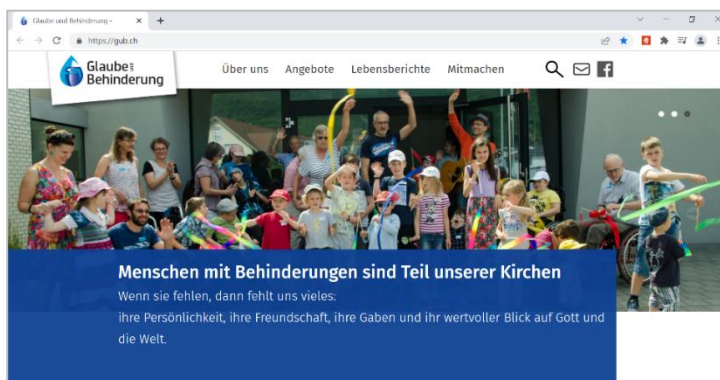 Glaube und Behinderung -
https://gub.ch
Glaube und
Behinderung
Über uns Angebote Lebensberichte Mitmachen
Menschen mit Behinderungen sind Teil unserer Kirchen
Wenn sie fehlen, dann fehlt uns vieles:
ihre Persönlichkeit, ihre Freundschaft, ihre Gaben und ihr wertvoller Blick auf Gott und
die Welt.